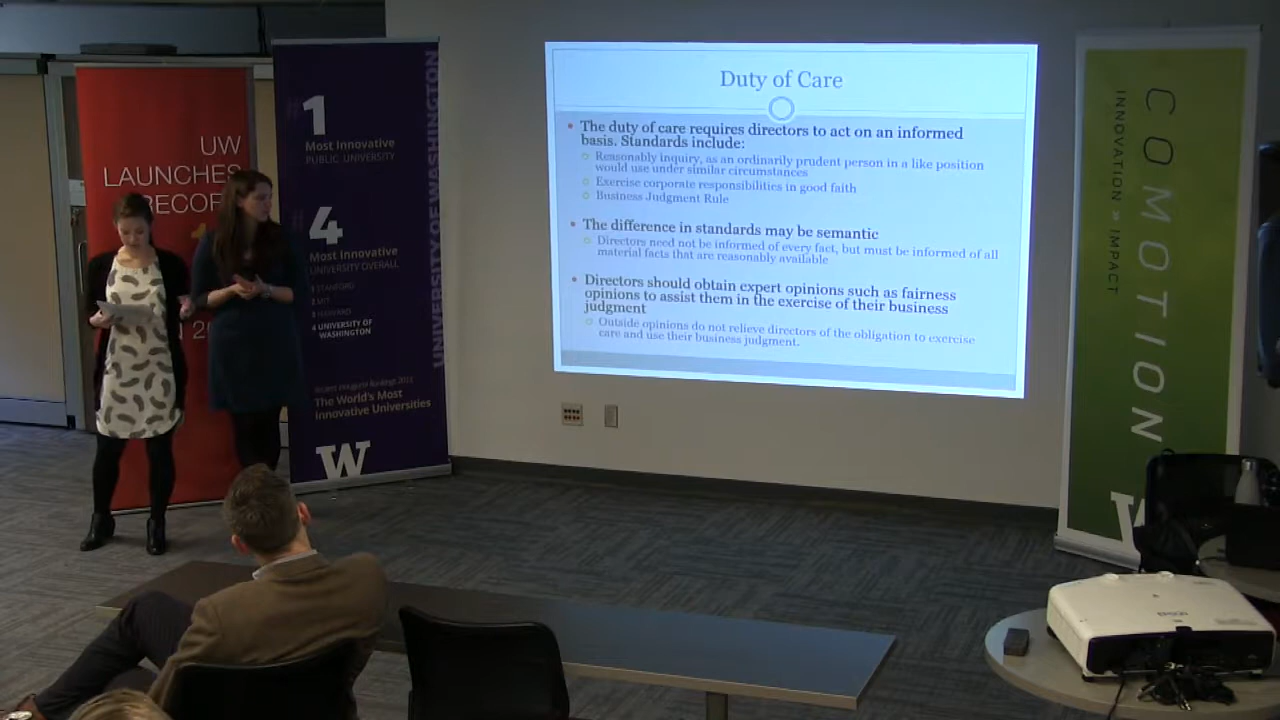 UW
LAUNCHES
RECOR
1
Most Innovative
PUBLIC UNIVERSITY
4
Most Innovative
UNIVERSITY OVERALL
1 STANFORD
2 MIT
3 HARVARD
4 UNIVERSITY OF
WASHINGTON
The World's Most
Innovative Universities
W
UNIVERSITY OF WASHINGTON
Duty of Care
The duty of care requires directors to act on an informed
basis. Standards include:
Reasonably inquiry, as an ordinarily prudent person in a like position
would use under similar circumstances
Exercise corporate responsibilities in good faith
Business Judgment Rule
The difference in standards may be semantic
Directors need not be informed of every fact, but must be informed of all
material facts that are reasonably available
Directors should obtain expert opinions such as fairness
opinions to assist them in the exercise of their business
judgment
Outside opinions do not relieve directors of the obligation to exercise
care and use their business judgment.
COMOTION
INNOVATION » IMPACT
W
EPSON